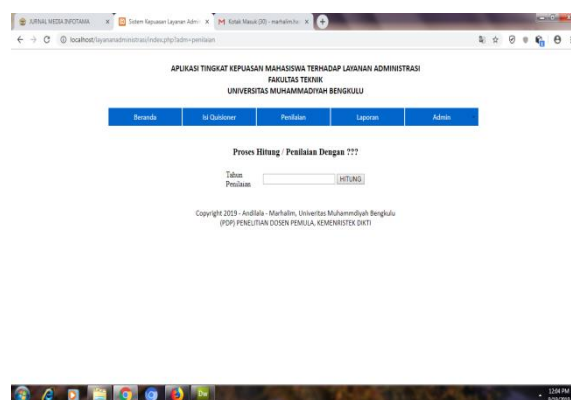 JURNAL MEDIA INFOTAMA
Sistem Kepuasan Layanan Admi
Kotak Masuk (30) - marhalim.hu
localhost/layananadministrasi/index.php?adm=penilaian
APLIKASI TINGKAT KEPUASAN MAHASISWA TERHADAP LAYANAN ADMINISTRASI
FAKULTAS TEKNIK
UNIVERSITAS MUHAMMADIYAH BENGKULU
Beranda Isi Quisioner Penilaian Laporan Admin
Proses Hitung / Penilaian Dengan ???
Tahun
Penilaian
HITUNG
Copyright 2019 - Andilala - Marhalim, Univeritas Muhammdiyah Bengkulu
(PDP) PENELITIAN DOSEN PEMULA, KEMENRISTEK DIKTI
Dw
12:04 PM